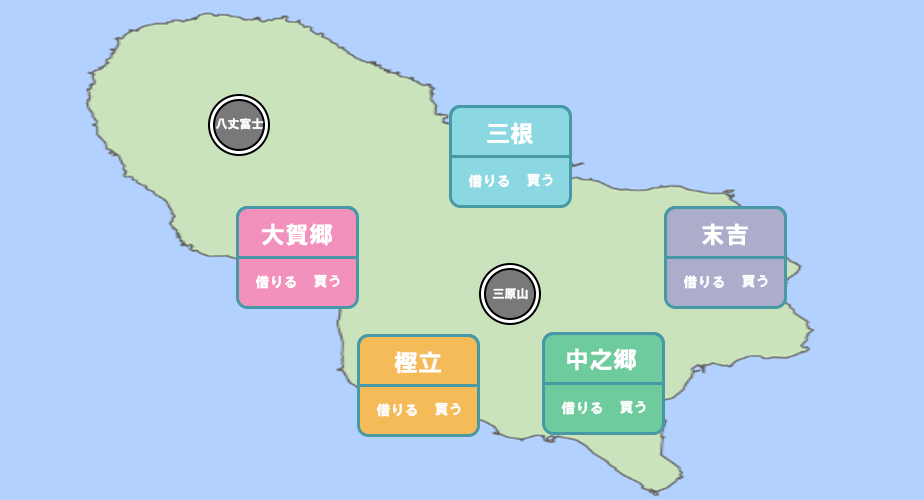 八丈富士
三根
借りる 買う
大賀郷
借りる 買う
末吉
借りる 買う
三原山
樫立
借りる 買う
中之郷
借りる 買う